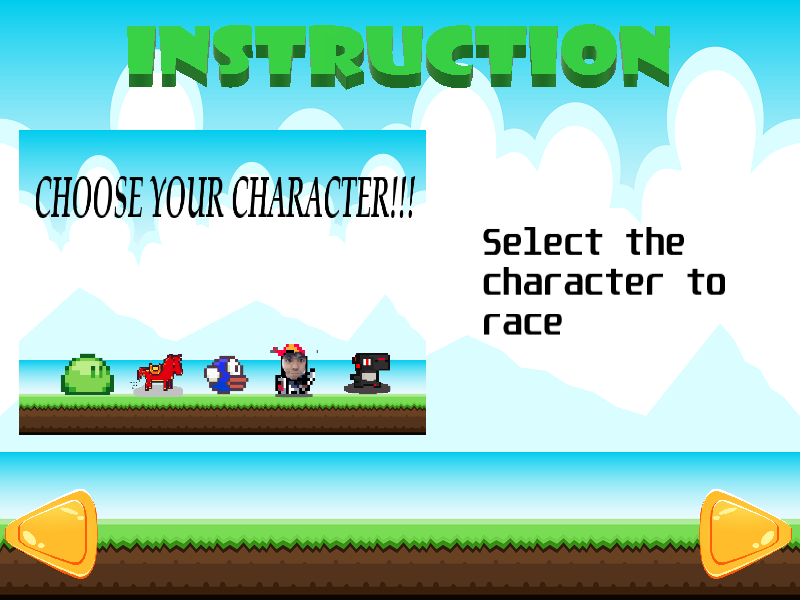 INSTRUCTION
CHOOSE YOUR CHARACTER!!!
Select the
character to
race